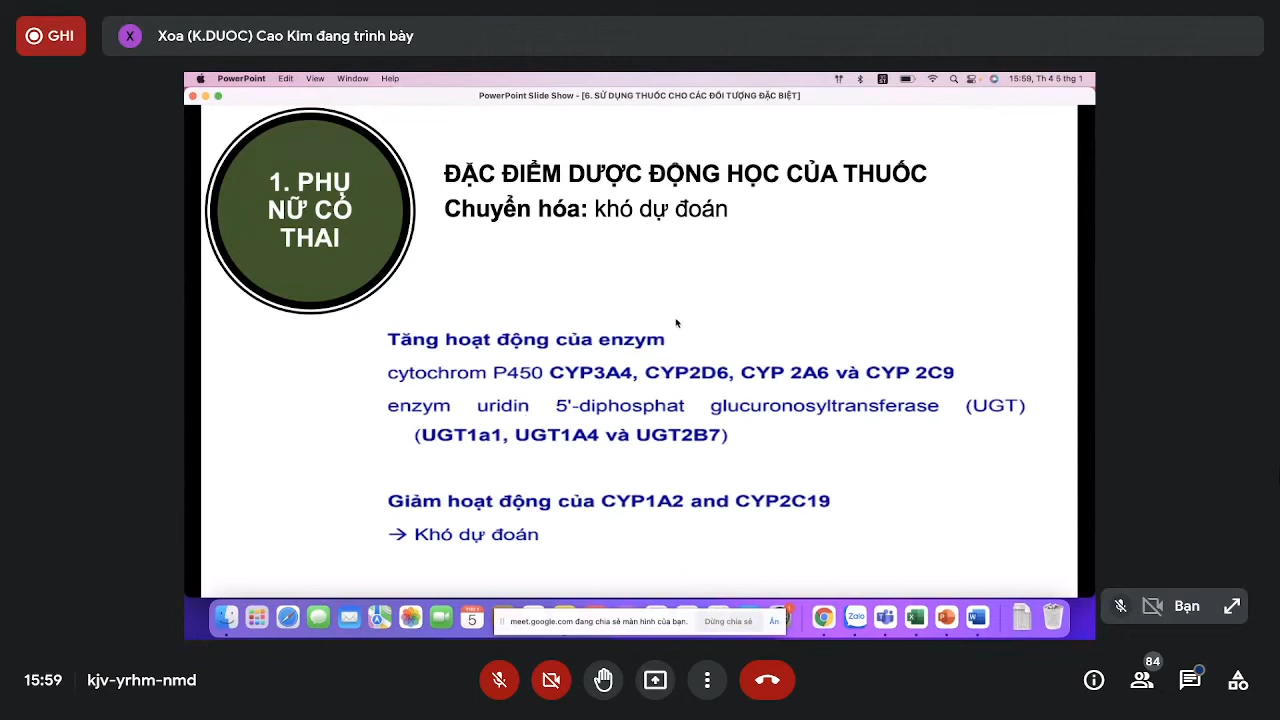 GHI
X
Xoa (K.DUOC) Cao Kim đang trình bày
PowerPoint Edit View Window Help
15:59, Th 4 5 thg 1
PowerPoint Slide Show - [6. SỬ DỤNG THUỐC CHO CÁC ĐỐI TƯỢNG ĐẶC BIỆT]
1. PHỤ
NỮ CÓ
THAI
ĐẶC ĐIỂM DƯỢC ĐỘNG HỌC CỦA THUỐC
Chuyển hóa: khó dự đoán
Tăng hoạt động của enzym
cytochrom P450 CYP3A4, CYP2D6, CYP 2A6 và CYP 2C9
enzym uridin 5'-diphosphat glucuronosyltransferase (UGT)
(UGT1a1, UGT1A4 và UGT2B7)
Giảm hoạt động của CYP1A2 and CYP2C19
→ Khó dự đoán
5
meet.google.com đang chia sẻ màn hình của bạn.
Dừng chia sẻ
Ẩn
Zalo
Bạn
15:59
kjv-yrhm-nmd
84